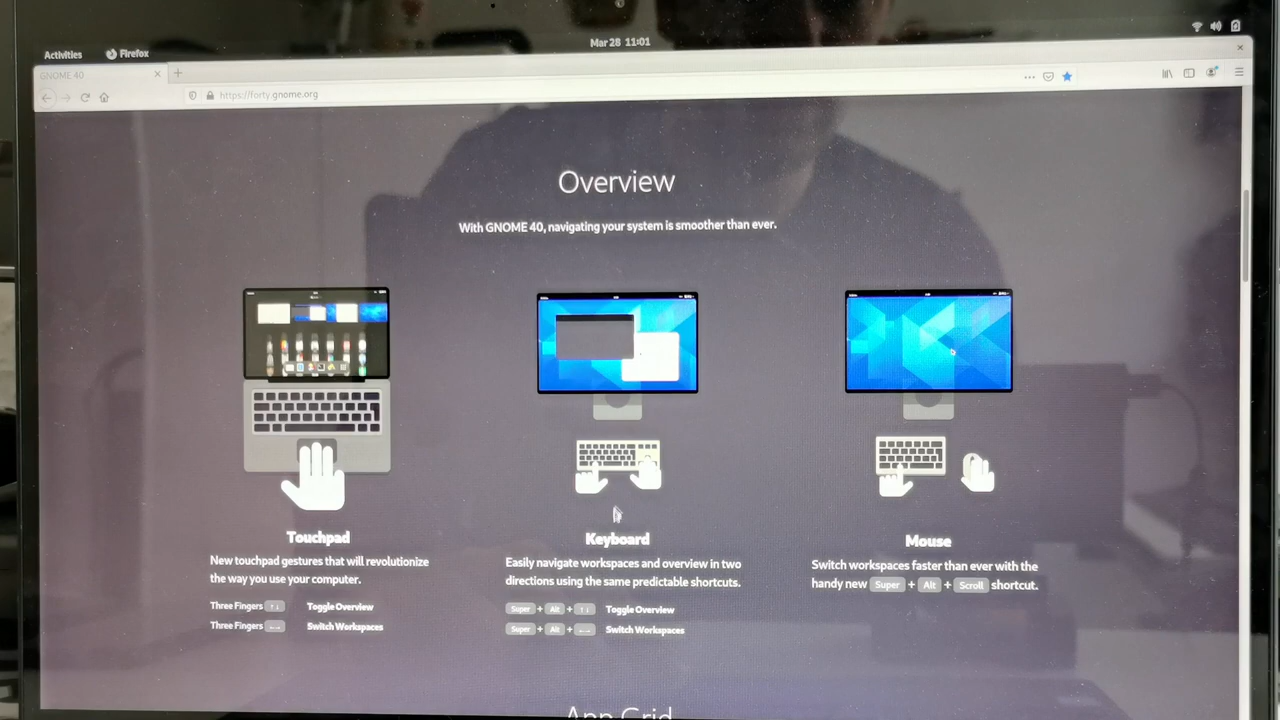 Mar 28 11:01
Activities
Firefox
GNOME 40
https://forty.gnome.org
Overview
With GNOME 40, navigating your system is smoother than ever.
Touchpad
New touchpad gestures that will revolutionize
the way you use your computer.
Three Fingers ↑ ↓ Toggle Overview
Three Fingers ←→ Switch Workspaces
Keyboard
Easily navigate workspaces and overview in two
directions using the same predictable shortcuts.
Super + Alt + ↑ ↓ Toggle Overview
Super + Alt + ←→ Switch Workspaces
Mouse
Switch workspaces faster than ever with the
handy new Super + Alt + Scroll shortcut.
App Grid